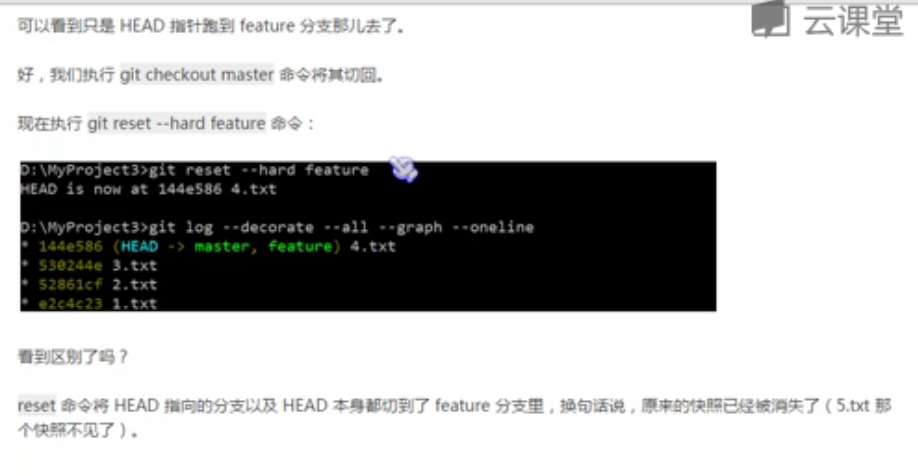 云课堂
可以看到只是 HEAD 指针跑到 feature 分支那儿去了。
好，我们执行 git checkout master 命令将其切回。
现在执行 git reset --hard feature 命令：
D:\MyProject3>git reset --hard feature
HEAD is now at 144e586 4.txt
D:\MyProject3>git log --decorate --all --graph --oneline
* 144e586 (HEAD -> master, feature) 4.txt
* 530244e 3.txt
* 52861cf 2.txt
* e2c4c23 1.txt
看到区别了吗？
reset 命令将 HEAD 指向的分支以及 HEAD 本身都切到了 feature 分支里，换句话说，原来的快照已经被消失了（5.txt 那
个快照不见了）。